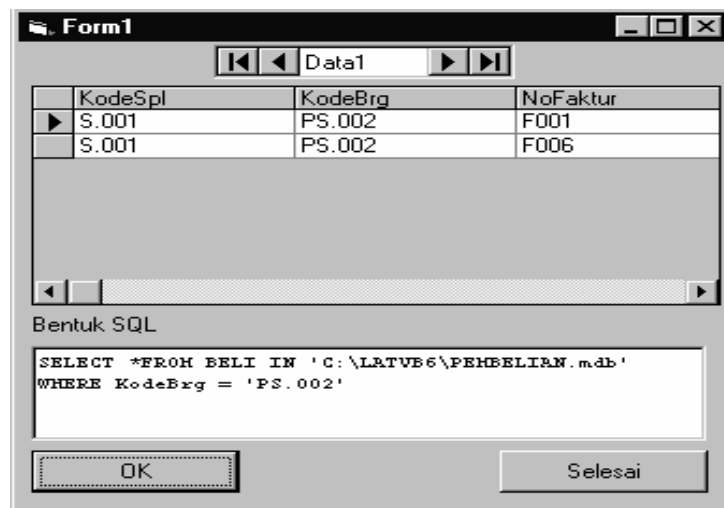 Form1
Data1
KodeSpl KodeBrg NoFaktur
S.001 PS.002 F001
S.001 PS.002 F006
Bentuk SQL
SELECT *FROM BELI IN 'C:\LATVB6\PEMBELIAN.mdb'
WHERE KodeBrg = 'PS.002'
OK Selesai